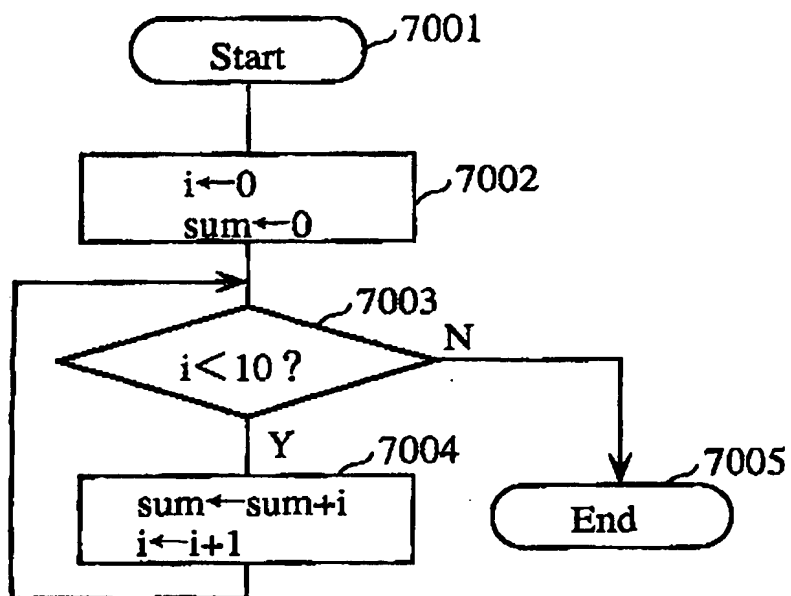 Start
7001
i←0
sum←0
7002
7003
i<10?
N
Y
7004
sum←sum+i
i←i+1
7005
End